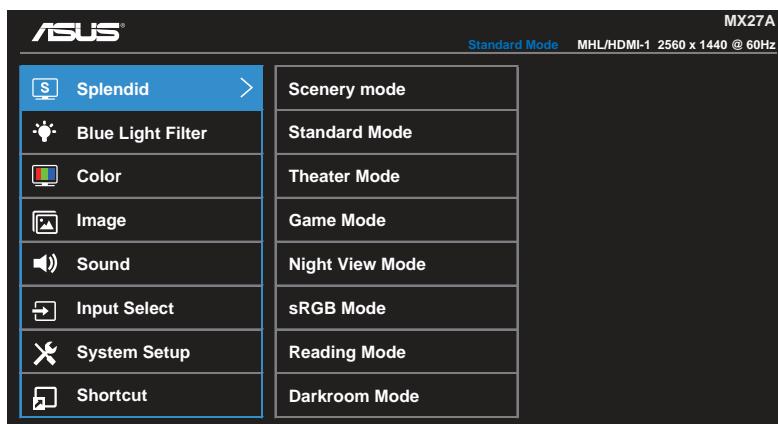 ASUS
MX27A
Standard Mode MHL/HDMI-1 2560 x 1440 @ 60Hz
S Splendid
Blue Light Filter
Color
Image
Sound
Input Select
System Setup
Shortcut
Scenery mode
Standard Mode
Theater Mode
Game Mode
Night View Mode
sRGB Mode
Reading Mode
Darkroom Mode